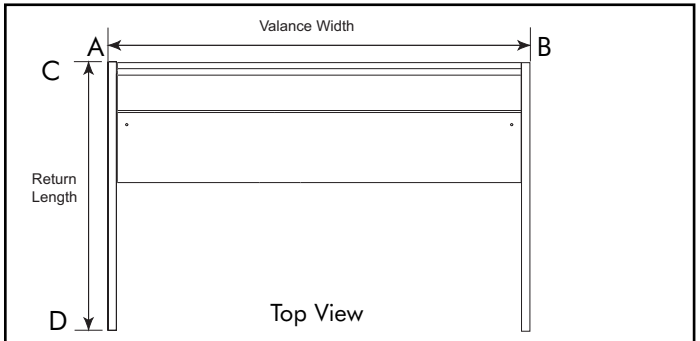 Valance Width
A
B
C
Return
Length
D
Top View